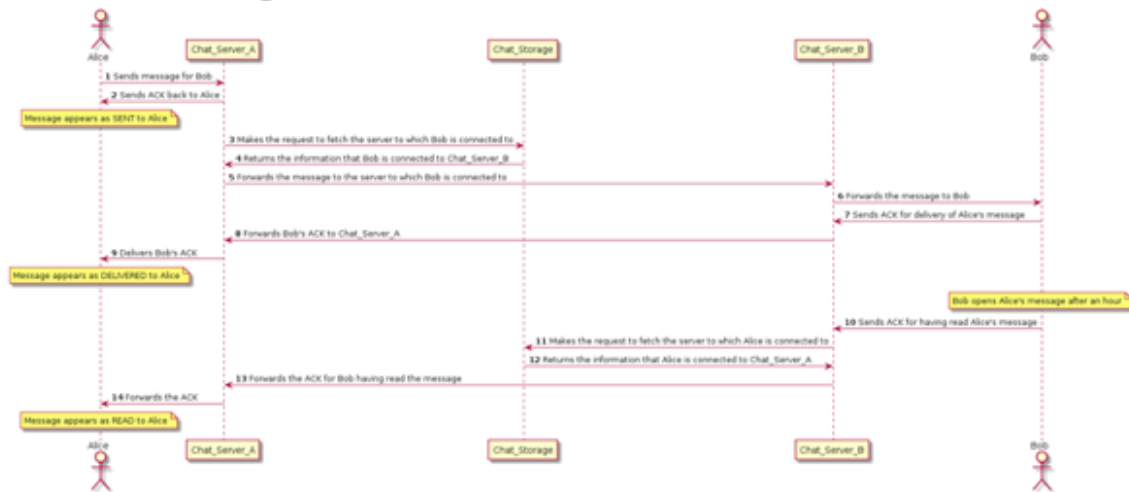 Alice
Chat_Server_A
Chat_Storage
Chat_Server_B
Bob
1 Sends message for Bob
2 Sends ACK back to Alice
Message appears as SENT to Alice
3 Makes the request to fetch the server to which Bob is connected to
4 Returns the information that Bob is connected to Chat_Server_B
5 Forwards the message to the server to which Bob is connected to
6 Forwards the message to Bob
7 Sends ACK for delivery of Alice's message
8 Forwards Bob's ACK to Chat_Server_A
9 Delivers Bob's ACK
Message appears as DELIVERED to Alice
Bob opens Alice's message after an hour
10 Sends ACK for having read Alice's message
11 Makes the request to fetch the server to which Alice is connected to
12 Returns the information that Alice is connected to Chat_Server_A
13 Forwards the ACK for Bob having read the message
14 Forwards the ACK
Message appears as READ to Alice
Alice
Chat_Server_A
Chat_Storage
Chat_Server_B
Bob